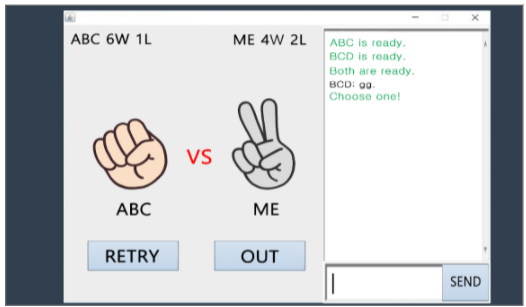 ABC 6W 1L
ME 4W 2L
VS
ABC
ME
RETRY
OUT
ABC is ready.
BCD is ready.
Both are ready.
BCD: gg.
Choose one!
SEND